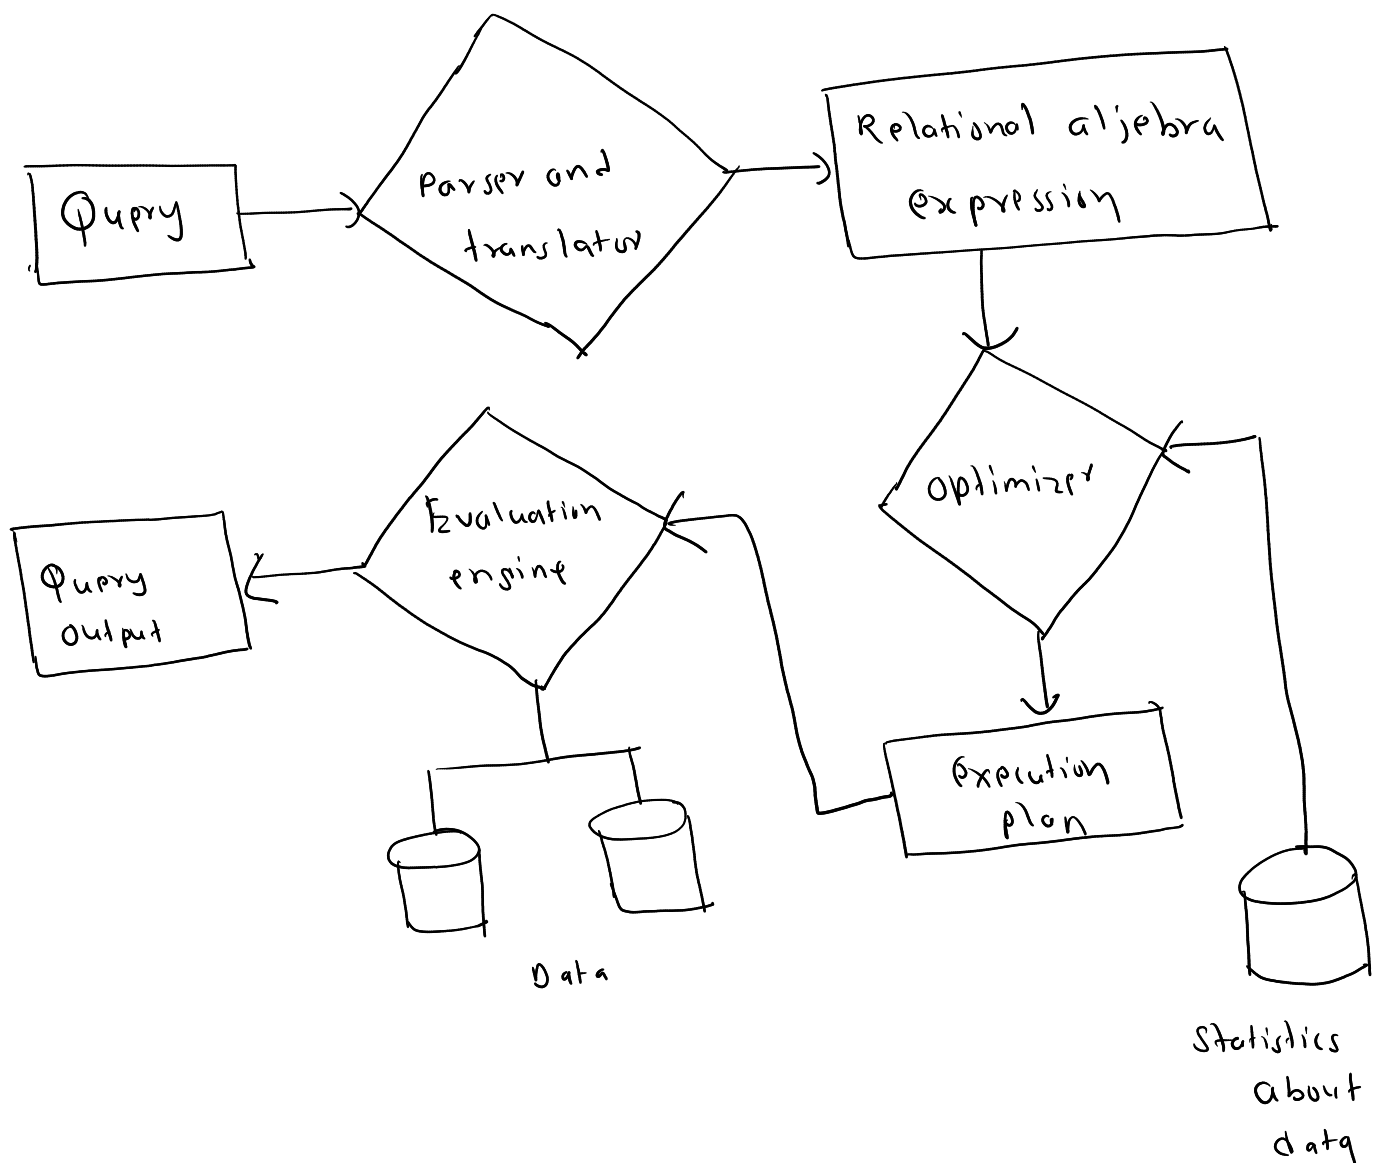 Query
Parser and
translator
Relational aljebra
expression
Optimizer
Evaluation
engine
Query
output
execution
plan
Data
Statistics
about
data